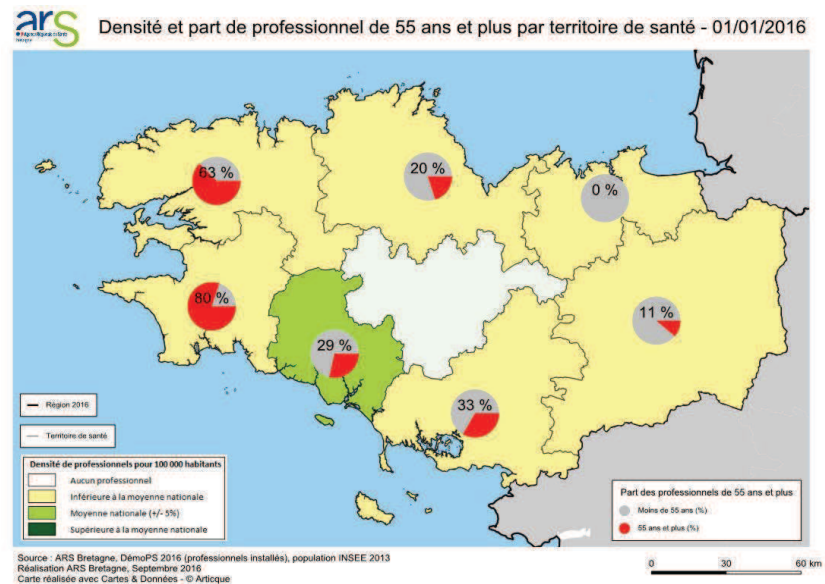 ars
Densité et part de professionnel de 55 ans et plus par territoire de santé - 01/01/2016
63 %
20 %
0 %
80 %
11 %
29 %
33 %
Région 2016
Territoire de santé
Densité de professionnels pour 100 000 habitants
Aucun professionnel
Inférieure à la moyenne nationale
Moyenne nationale (+/- 5%)
Supérieure à la moyenne nationale
Part des professionnels de 55 ans et plus
Moins de 55 ans (%)
55 ans et plus (%)
Source : ARS Bretagne, DémoPS 2016 (professionnels installés), population INSEE 2013
Réalisation ARS Bretagne, Septembre 2016
Carte réalisée avec Cartes & Données - © Articque
0 30 60 km